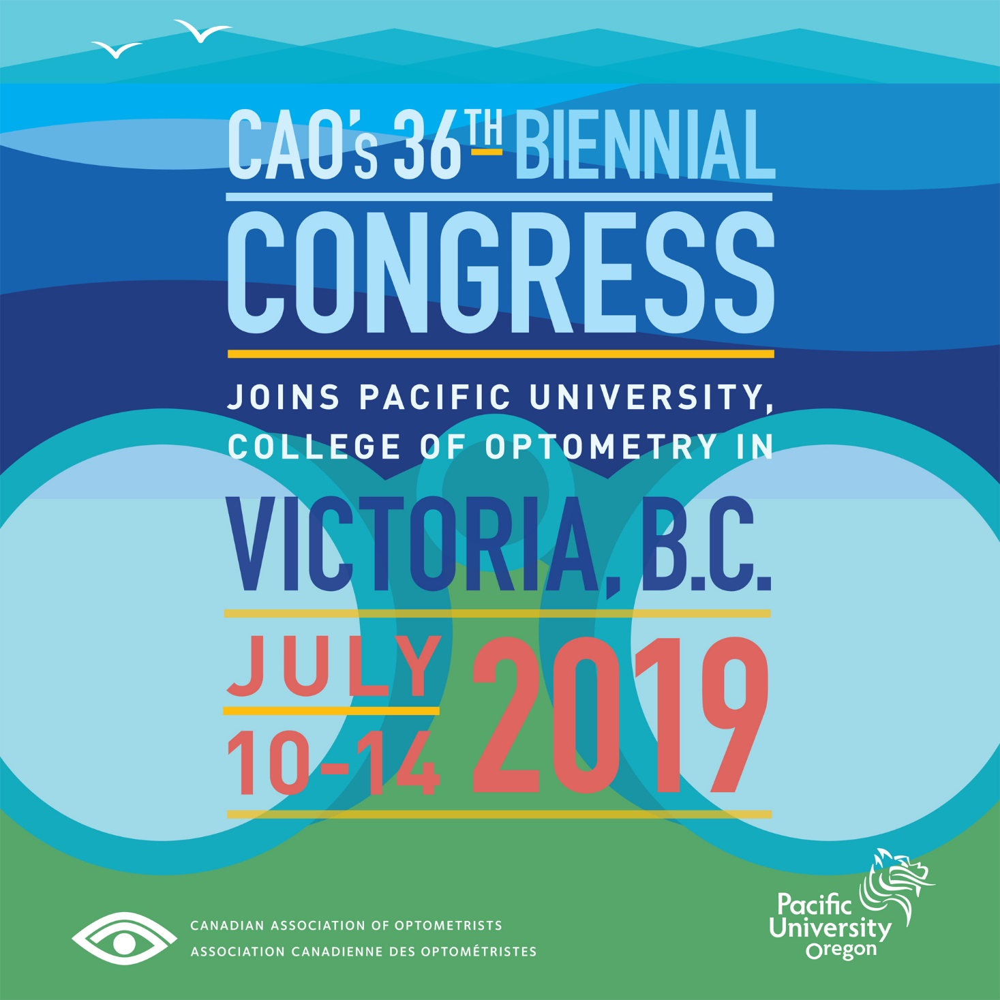 CAO's 36TH BIENNIAL
CONGRESS
JOINS PACIFIC UNIVERSITY,
COLLEGE OF OPTOMETRY IN
VICTORIA, B.C.
JULY
10-14
2019
CANADIAN ASSOCIATION OF OPTOMETRISTS
ASSOCIATION CANADIENNE DES OPTOMÉTRISTES
Pacific
University
Oregon